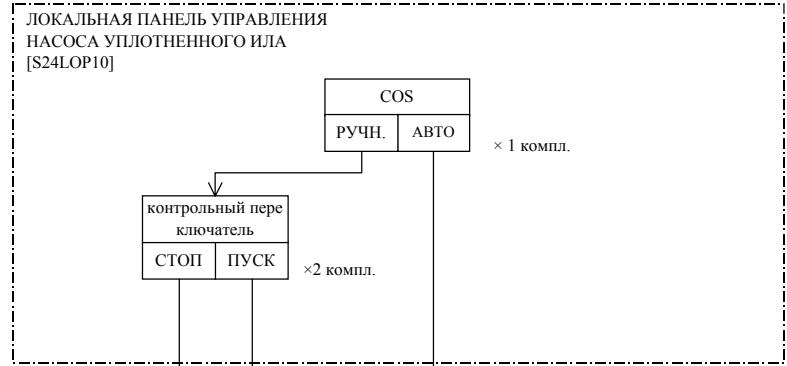 ЛОКАЛЬНАЯ ПАНЕЛЬ УПРАВЛЕНИЯ
НАСОСА УПЛОТНЕННОГО ИЛА
[S24LOP10]
COS
РУЧН.
АВТО
× 1 компл.
контрольный пере
ключатель
СТОП
ПУСК
×2 компл.